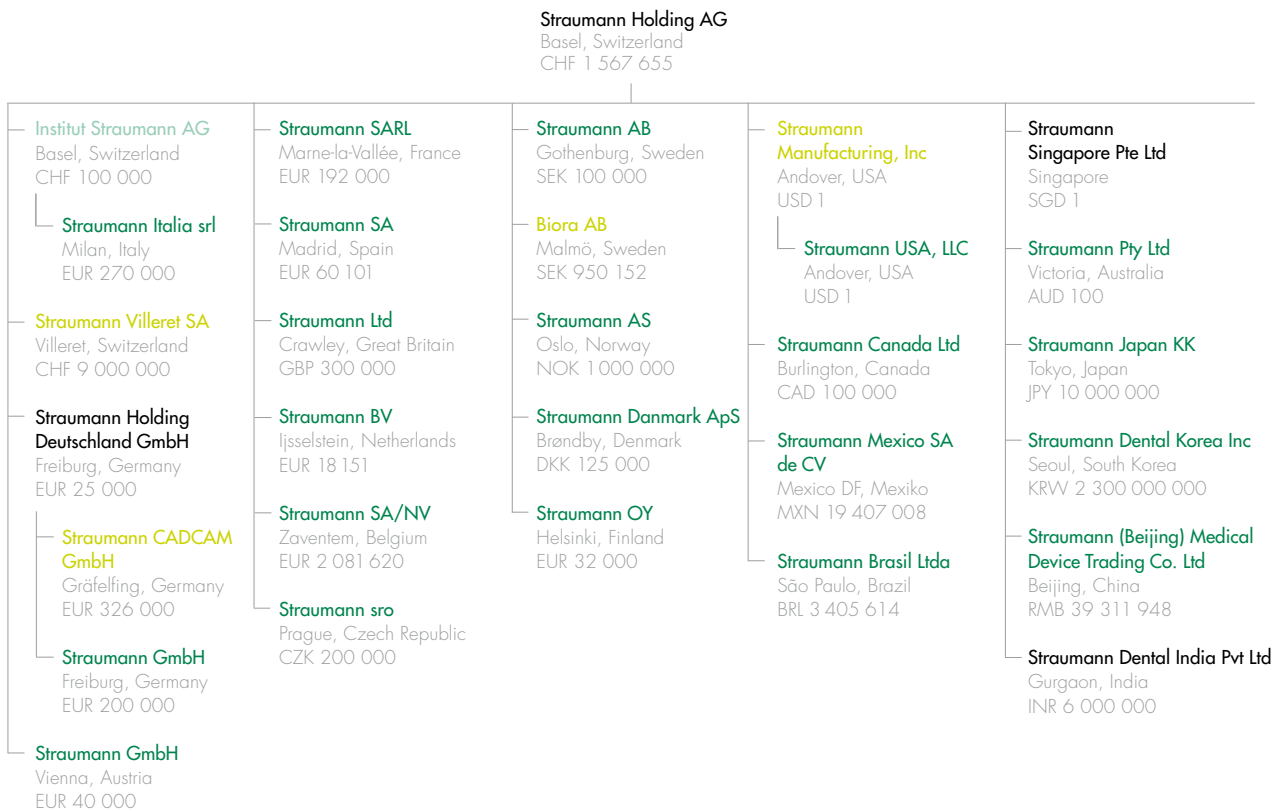 Straumann Holding AG
Basel, Switzerland
CHF 1 567 655
Institut Straumann AG
Basel, Switzerland
CHF 100 000
Straumann Italia srl
Milan, Italy
EUR 270 000
Straumann Villeret SA
Villeret, Switzerland
CHF 9 000 000
Straumann Holding
Deutschland GmbH
Freiburg, Germany
EUR 25 000
Straumann CADCAM
GmbH
Gräfelfing, Germany
EUR 326 000
Straumann GmbH
Freiburg, Germany
EUR 200 000
Straumann GmbH
Vienna, Austria
EUR 40 000
Straumann SARL
Marne-la-Vallée, France
EUR 192 000
Straumann SA
Madrid, Spain
EUR 60 101
Straumann Ltd
Crawley, Great Britain
GBP 300 000
Straumann BV
Ijsselstein, Netherlands
EUR 18 151
Straumann SA/NV
Zaventem, Belgium
EUR 2 081 620
Straumann sro
Prague, Czech Republic
CZK 200 000
Straumann AB
Gothenburg, Sweden
SEK 100 000
Biora AB
Malmö, Sweden
SEK 950 152
Straumann AS
Oslo, Norway
NOK 1 000 000
Straumann Danmark ApS
Brøndby, Denmark
DKK 125 000
Straumann OY
Helsinki, Finland
EUR 32 000
Straumann
Manufacturing, Inc
Andover, USA
USD 1
Straumann USA, LLC
Andover, USA
USD 1
Straumann Canada Ltd
Burlington, Canada
CAD 100 000
Straumann Mexico SA
de CV
Mexico DF, Mexiko
MXN 19 407 008
Straumann Brasil Ltda
São Paulo, Brazil
BRL 3 405 614
Straumann
Singapore Pte Ltd
Singapore
SGD 1
Straumann Pty Ltd
Victoria, Australia
AUD 100
Straumann Japan KK
Tokyo, Japan
JPY 10 000 000
Straumann Dental Korea Inc
Seoul, South Korea
KRW 2 300 000 000
Straumann (Beijing) Medical
Device Trading Co. Ltd
Beijing, China
RMB 39 311 948
Straumann Dental India Pvt Ltd
Gurgaon, India
INR 6 000 000